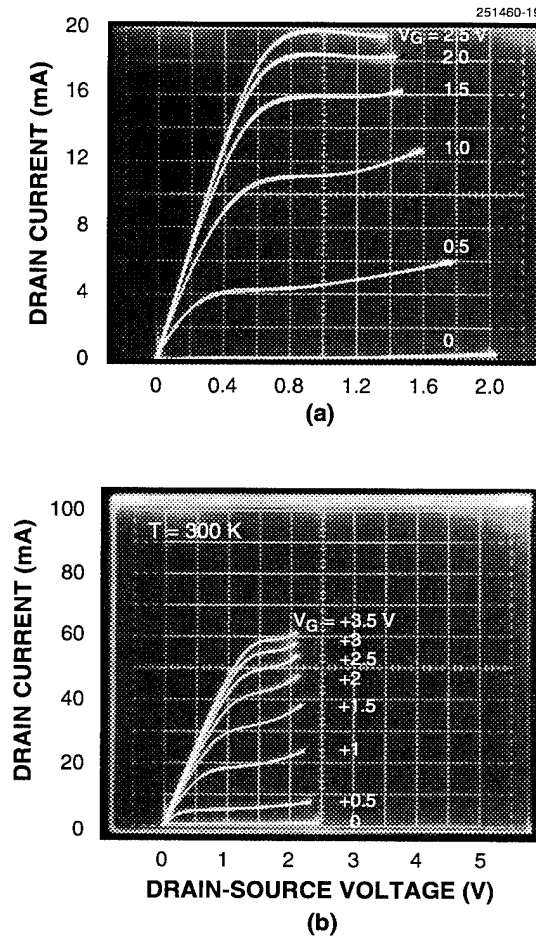 251460-19
DRAIN CURRENT (mA)
20
16
12
8
4
0
VG = 2.5 V
2.0
1.5
1.0
0.5
0
0 0.4 0.8 1.2 1.6 2.0
(a)
DRAIN CURRENT (mA)
100
80
60
40
20
0
T = 300 K
VG = +3.5 V
+3
+2.5
+2
+1.5
+1
+0.5
0
0 1 2 3 4 5
DRAIN-SOURCE VOLTAGE (V)
(b)